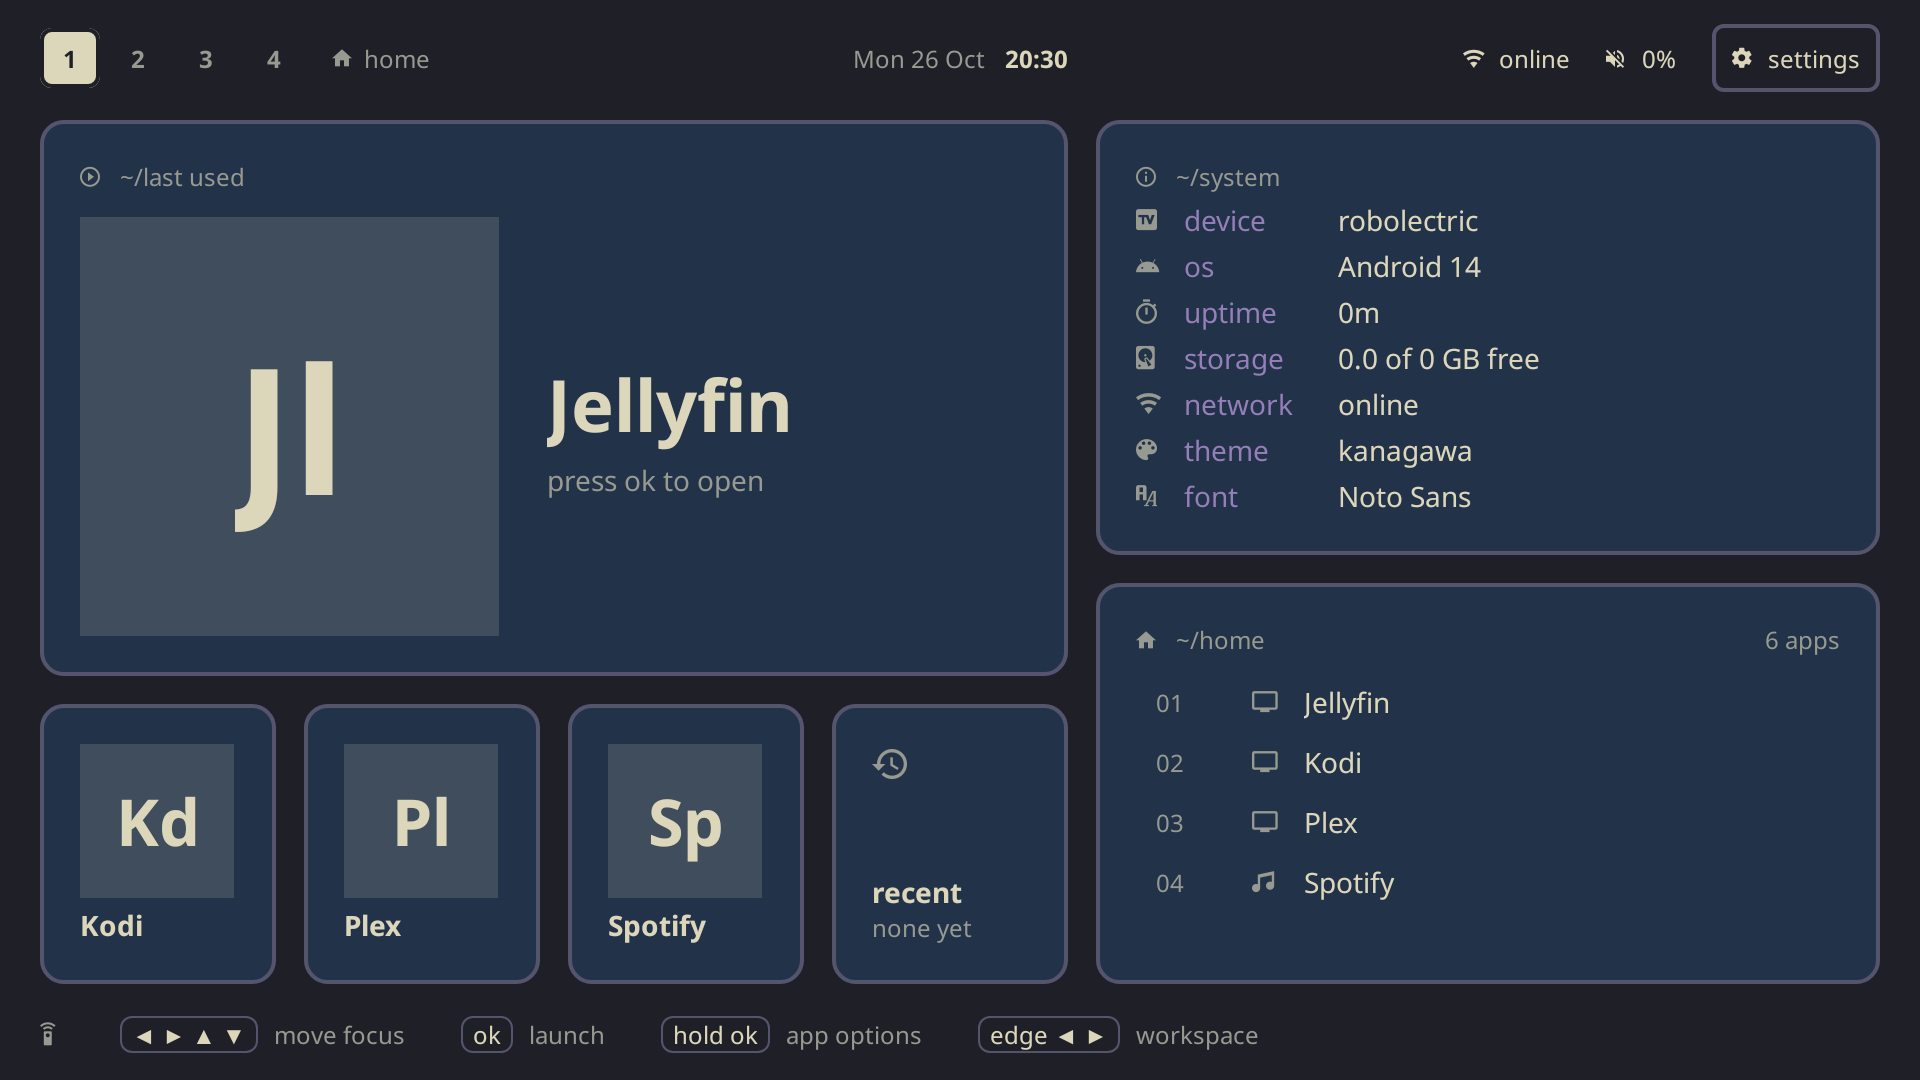 1 2 3 4 home
Mon 26 Oct 20:30
online 0% settings
~/last used
Jl
Jellyfin
press ok to open
~/system
TV device robolectric
os Android 14
uptime 0m
storage 0.0 of 0 GB free
network online
theme kanagawa
font Noto Sans
Kd
Kodi
Pl
Plex
Sp
Spotify
recent
none yet
~/home 6 apps
01 Jellyfin
02 Kodi
03 Plex
04 Spotify
◀ ▶ ▲ ▼ move focus ok launch hold ok app options edge ◀ ▶ workspace